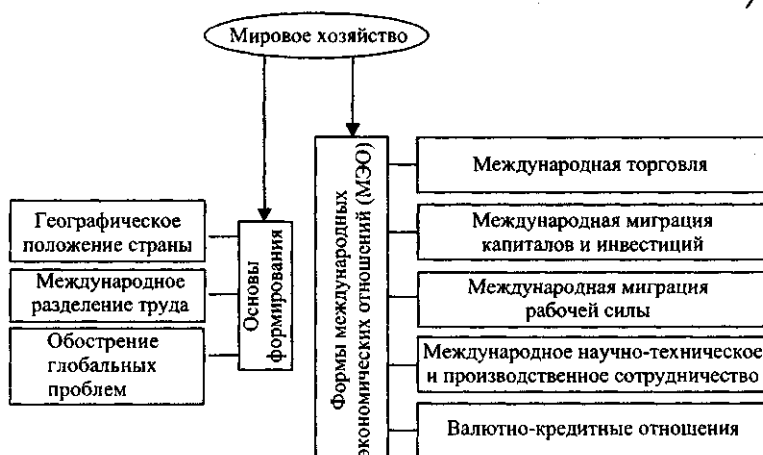 Мировое хозяйство
Географическое
положение страны
Международное
разделение труда
Обострение
глобальных
проблем
Основы
формирования
Формы международных
экономических отношений (МЭО)
Международная торговля
Международная миграция
капиталов и инвестиций
Международная миграция
рабочей силы
Международное научно-техническое
и производственное сотрудничество
Валютно-кредитные отношения